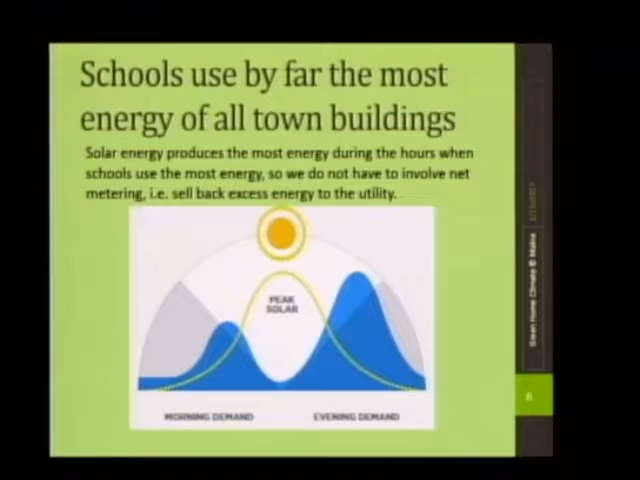 Schools use by far the most
energy of all town buildings
Solar energy produces the most energy during the hours when
schools use the most energy, so we do not have to involve net
metering, i.e. sell back excess energy to the utility.
PEAK
SOLAR
MORNING DEMAND
EVENING DEMAND